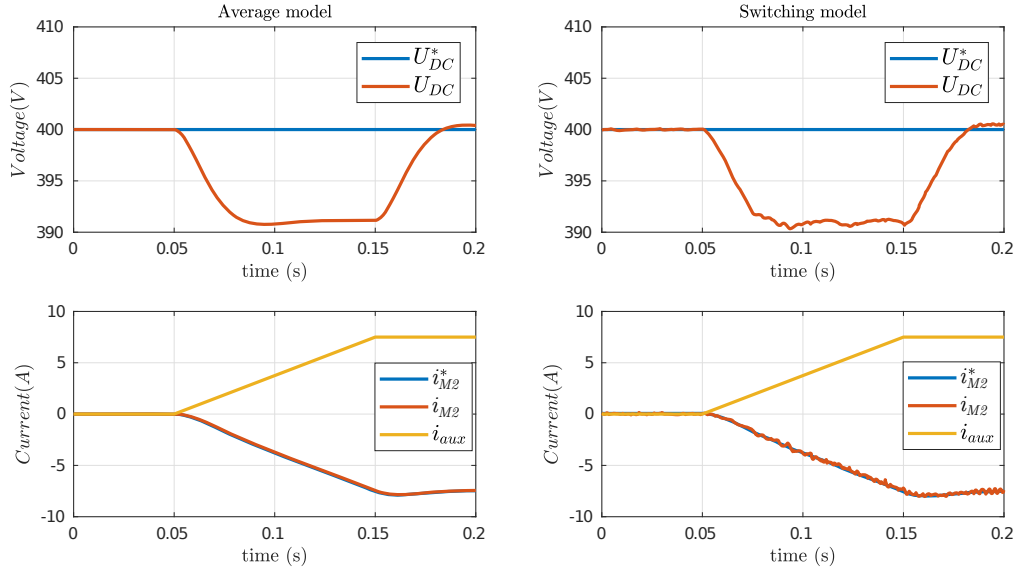 Average model
410
405
400
395
390
Voltage(V)
0
0.05
0.1
0.15
0.2
time (s)
U*DC
UDC
Switching model
410
405
400
395
390
Voltage(V)
0
0.05
0.1
0.15
0.2
time (s)
U*DC
UDC
10
5
0
-5
-10
Current(A)
0
0.05
0.1
0.15
0.2
time (s)
i*M2
iM2
iaux
10
5
0
-5
-10
Current(A)
0
0.05
0.1
0.15
0.2
time (s)
i*M2
iM2
iaux